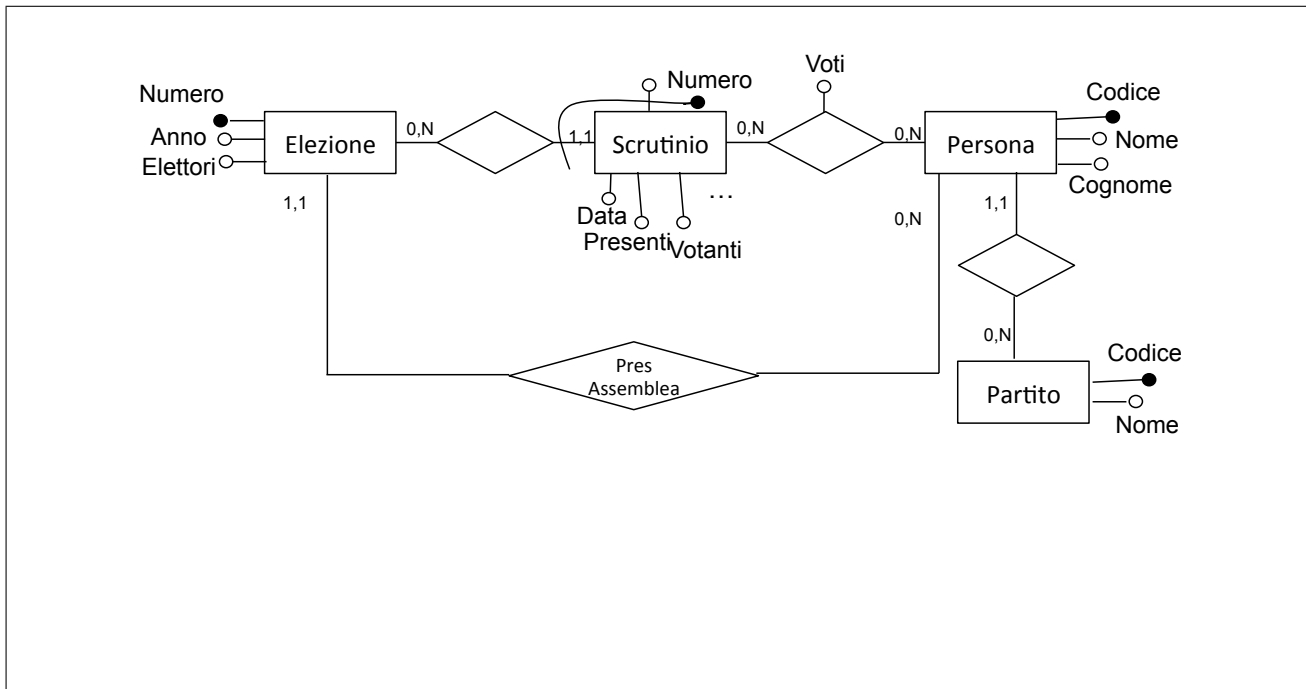 Numero
Anno
Elettori
Elezione
0,N
1,1
Numero
Scrutinio
Data
Presenti
Votanti
...
0,N
Voti
0,N
Persona
Codice
Nome
Cognome
1,1
0,N
1,1
0,N
Pres
Assemblea
Partito
Codice
Nome